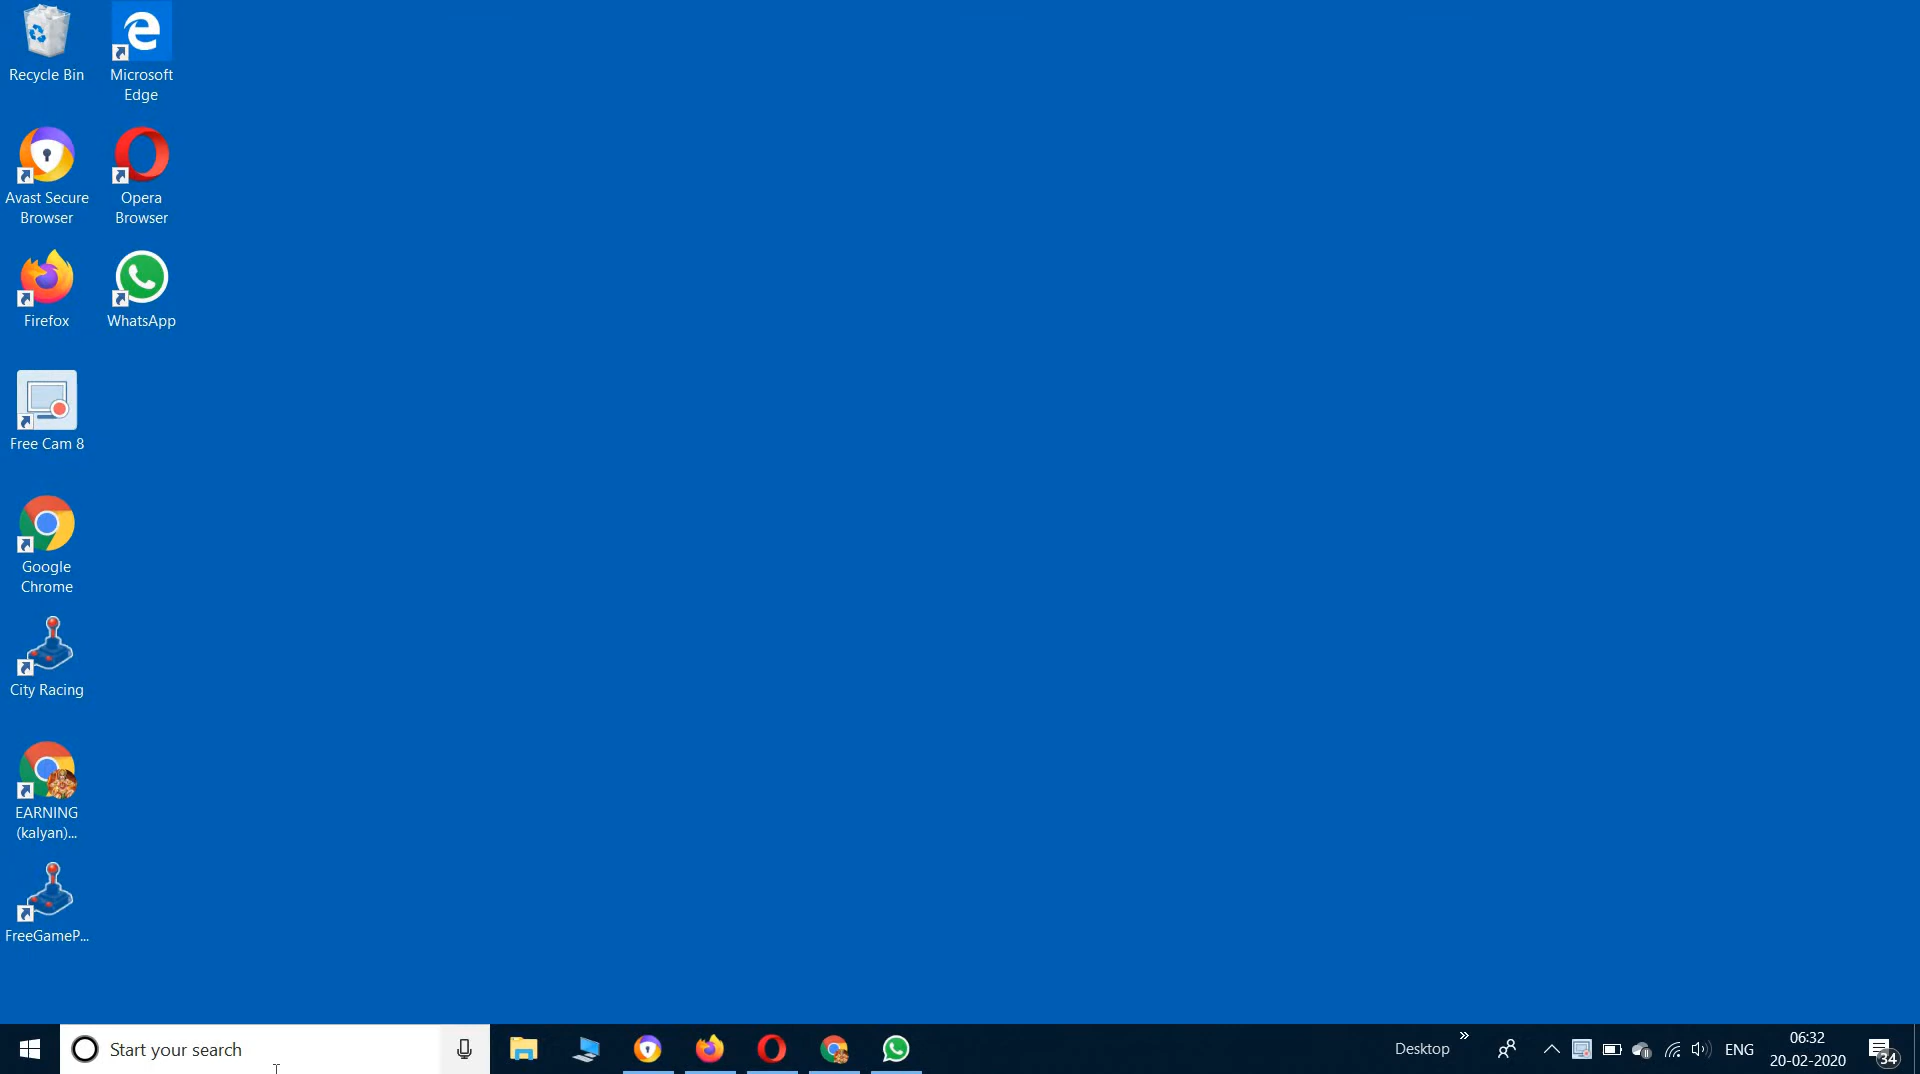 Recycle Bin
Microsoft
Edge
Avast Secure
Browser
Opera
Browser
Firefox
WhatsApp
Free Cam 8
Google
Chrome
City Racing
EARNING
(kalyan)...
FreeGameP...
Start your search
Desktop
ENG
06:32
20-02-2020
34